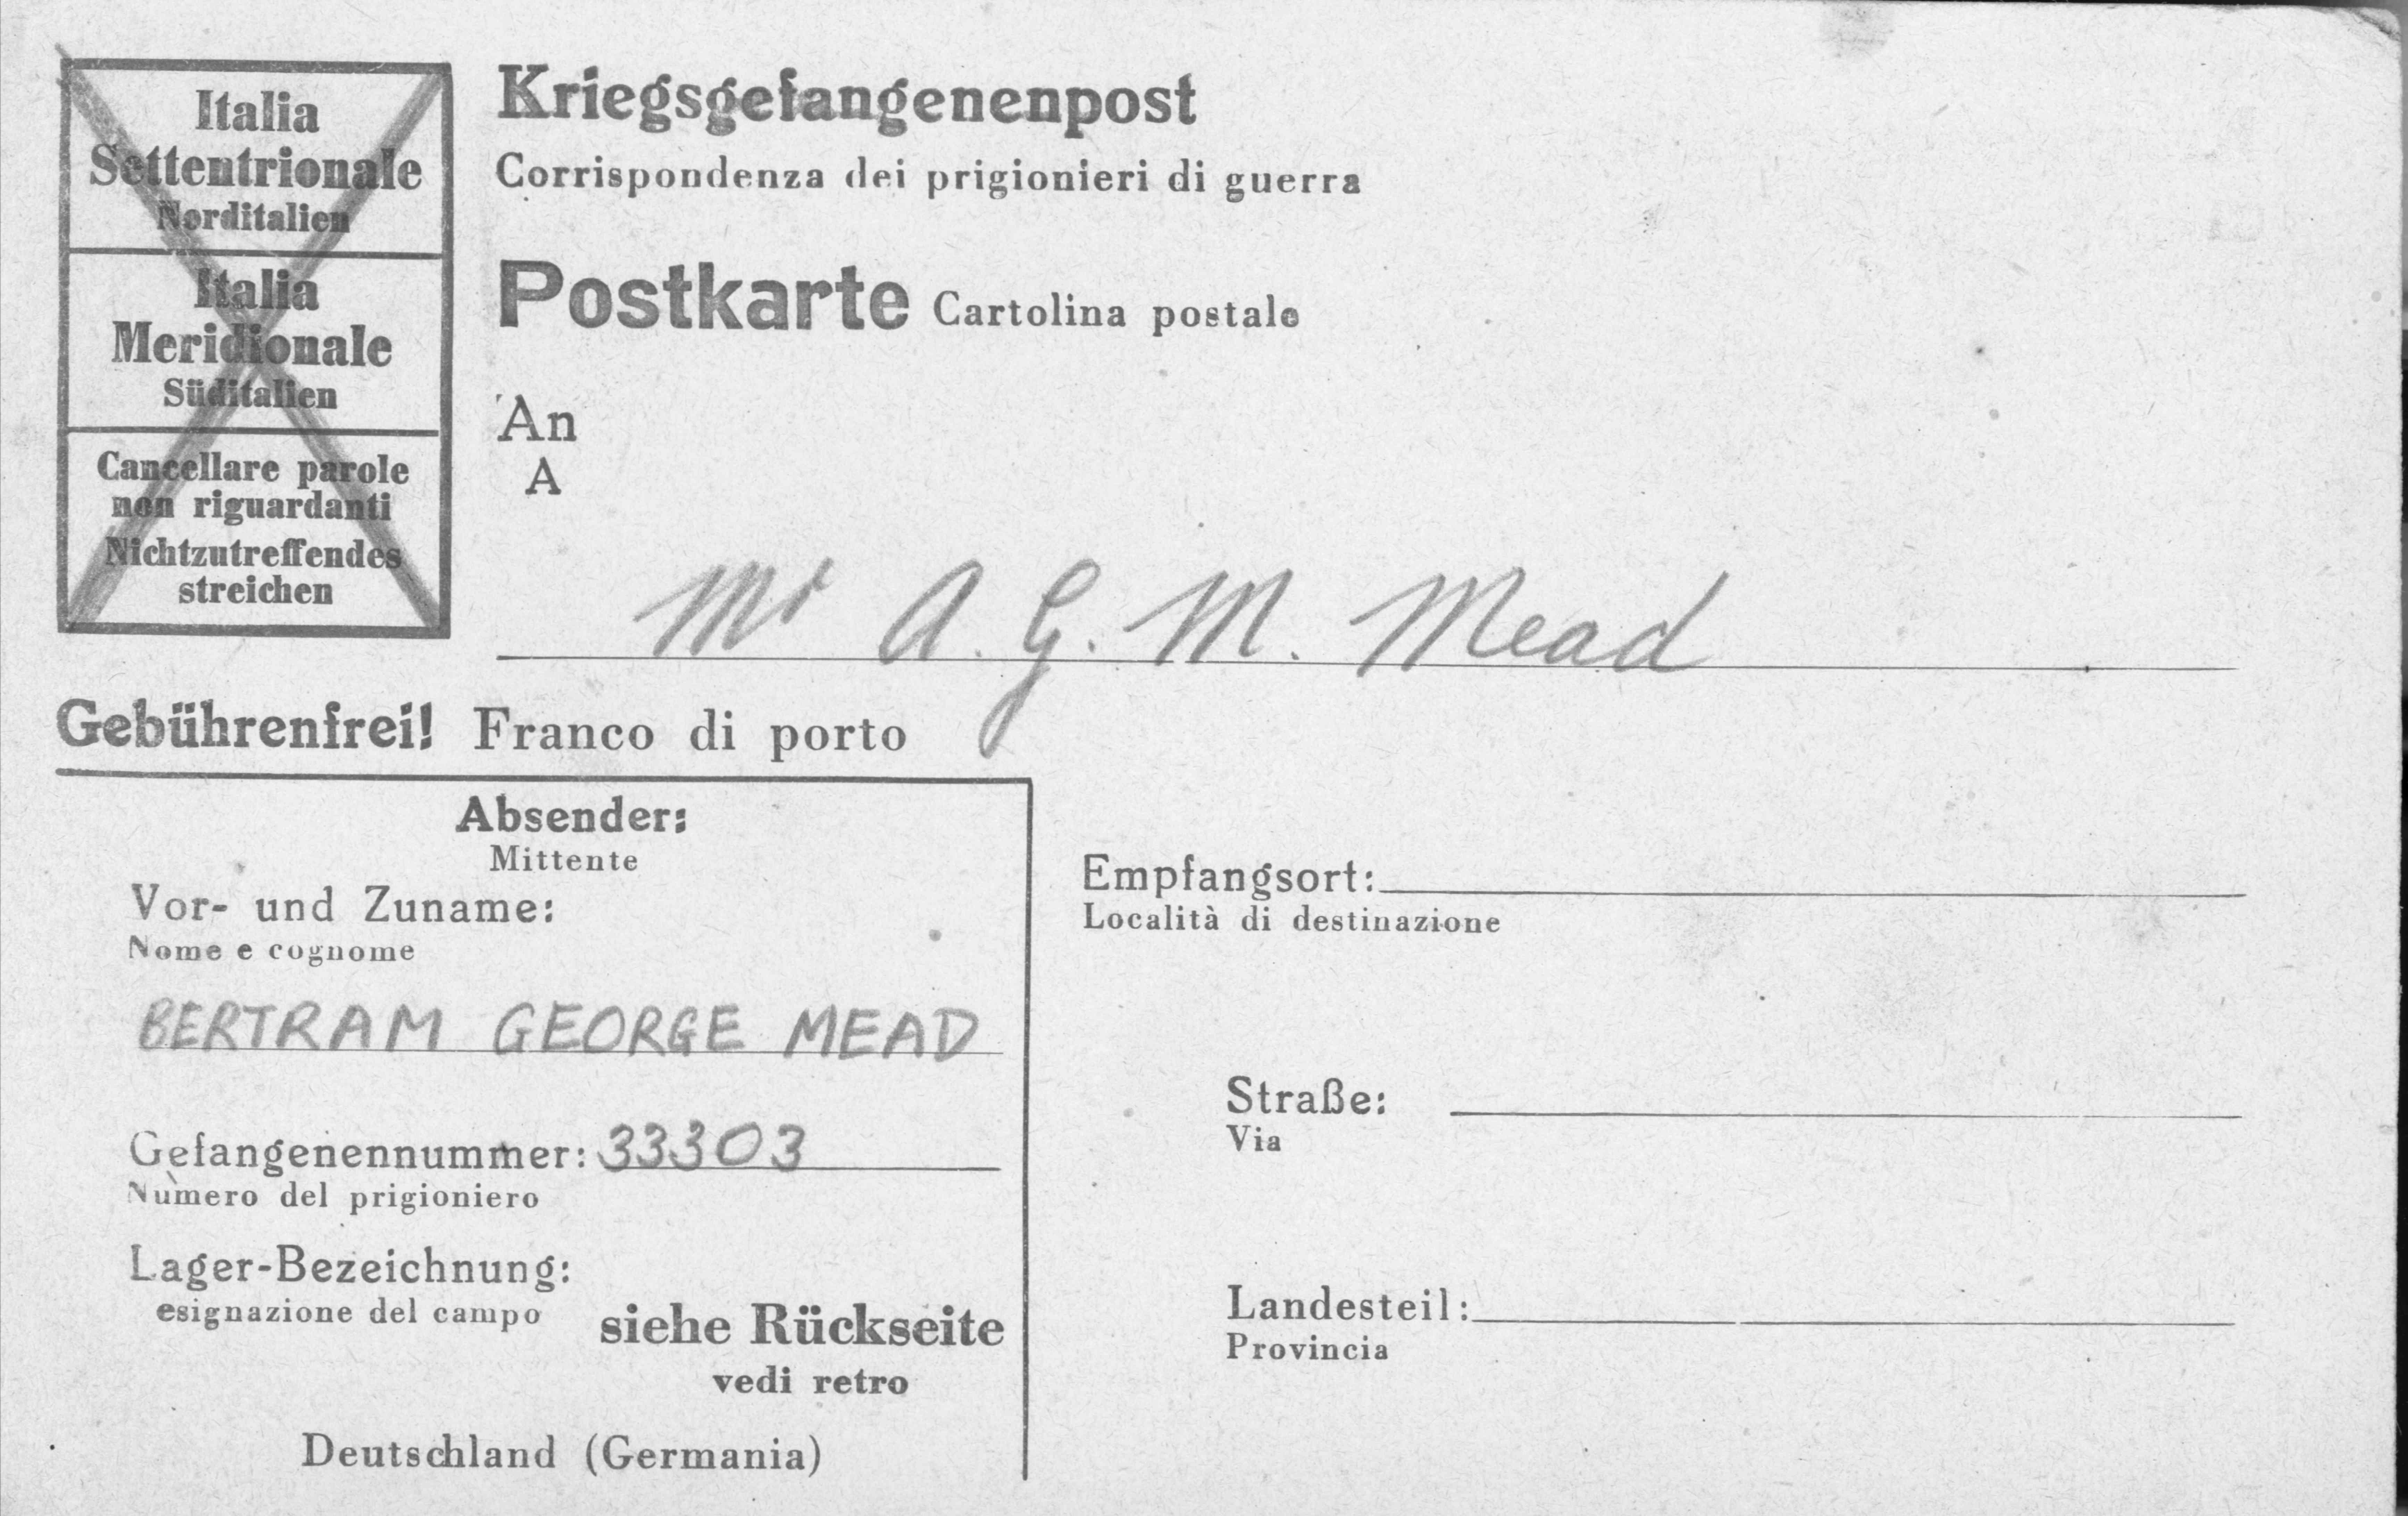 Italia
Settentrionale
Norditalien
Italia
Meridionale
Süditalien
Cancellare parole
non riguardanti
Nichtzutreffendes
streichen
Kriegsgefangenenpost
Corrispondenza dei prigionieri di guerra
Postkarte Cartolina postale
An
A
Mr A. G. M. Mead
Gebührenfrei! Franco di porto
Absender:
Mittente
Vor- und Zuname:
Nome e cognome
BERTRAM GEORGE MEAD
Gefangenennummer: 33303
Numero del prigioniero
Lager-Bezeichnung:
esignazione del campo
siehe Rückseite
vedi retro
Deutschland (Germania)
Empfangsort:
Località di destinazione
Straße:
Via
Landesteil:
Provincia